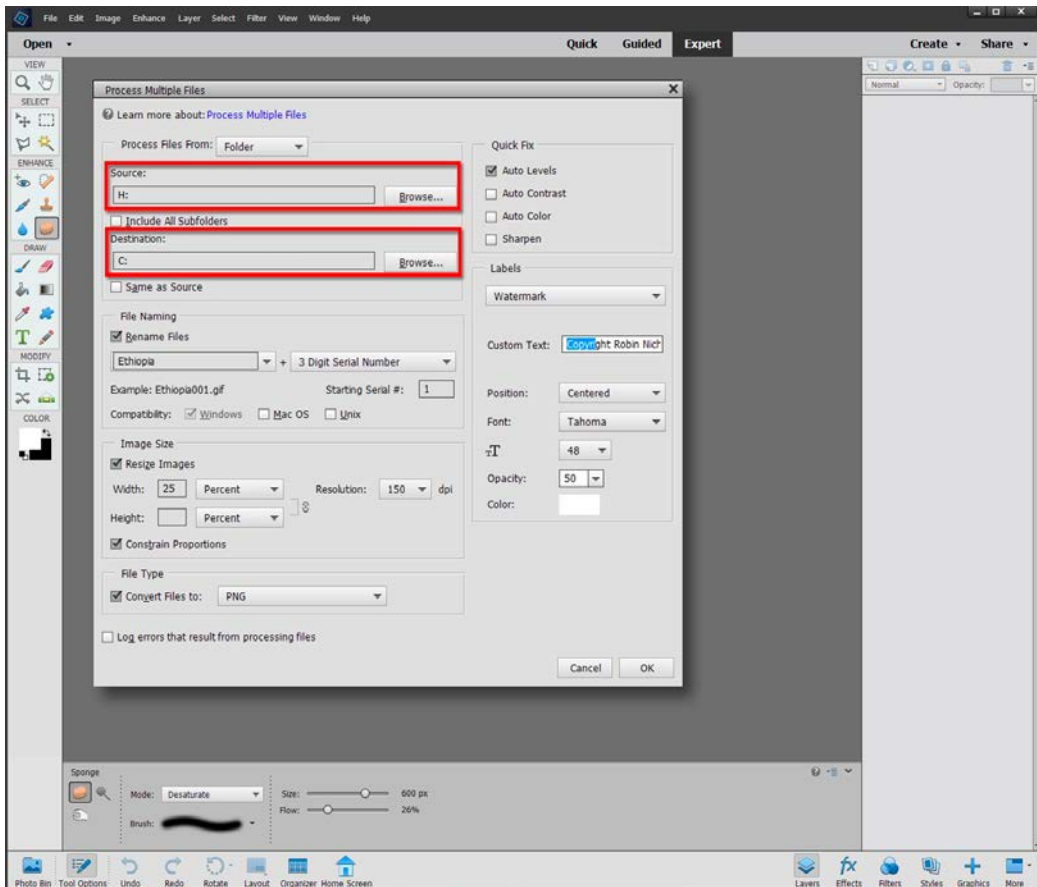 File Edit Image Enhance Layer Select Filter View Window Help
Open Quick Guided Expert Create Share
VIEW
SELECT
ENHANCE
DRAW
MODIFY
COLOR
Normal Opacity:
Process Multiple Files
Learn more about: Process Multiple Files
Process Files From: Folder
Source:
H: Browse...
Include All Subfolders
Destination:
C: Browse...
Same as Source
File Naming
Rename Files
Ethiopia + 3 Digit Serial Number
Example: Ethiopia001.gif Starting Serial #: 1
Compatibility: Windows Mac OS Unix
Image Size
Resize Images
Width: 25 Percent Resolution: 150 dpi
Height: Percent
Constrain Proportions
File Type
Convert Files to: PNG
Log errors that result from processing files
Quick Fix
Auto Levels
Auto Contrast
Auto Color
Sharpen
Labels
Watermark
Custom Text: Copyright Robin Nich
Position: Centered
Font: Tahoma
TT 48
Opacity: 50
Color:
Cancel OK
Sponge
Mode: Desaturate Size: 600 px
Flow: 26%
Brush:
Photo Bin Tool Options Undo Redo Rotate Layout Organizer Home Screen Layers Effects Filters Styles Graphics More